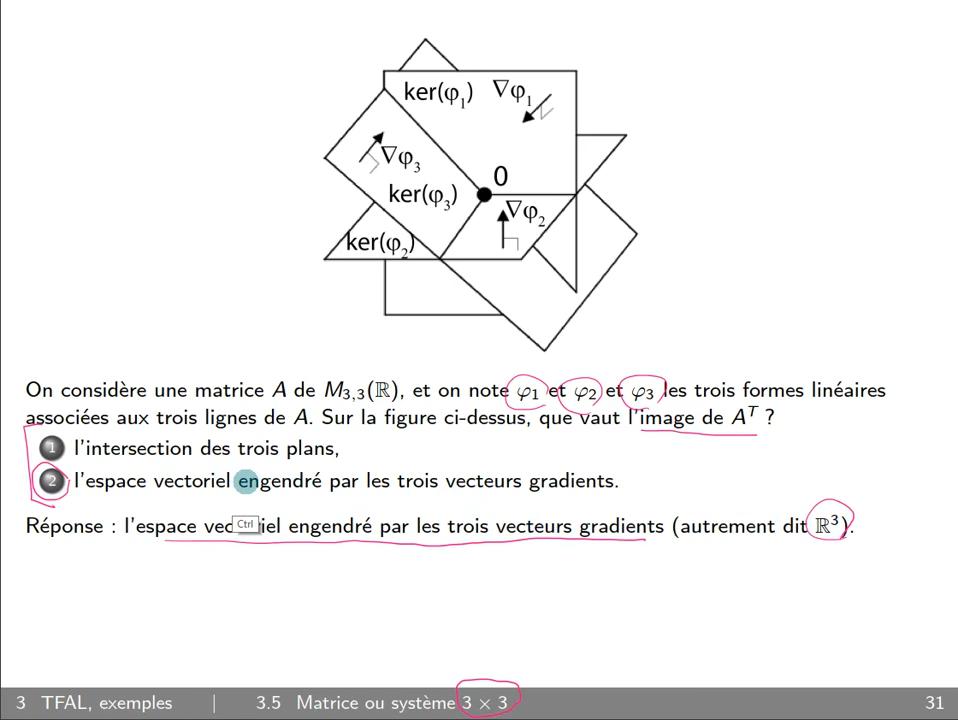 ker(φ₁) ∇φ₁
∇φ₃ 0
ker(φ₃) ∇φ₂
ker(φ₂)
On considère une matrice A de M₃,₃(ℝ), et on note φ₁ et φ₂ et φ₃ les trois formes linéaires
associées aux trois lignes de A. Sur la figure ci-dessus, que vaut l'image de Aᵀ ?
1 l'intersection des trois plans,
2 l'espace vectoriel engendré par les trois vecteurs gradients.
Ctrl
Réponse : l'espace vectoriel engendré par les trois vecteurs gradients (autrement dit ℝ³).
3 TFAL, exemples | 3.5 Matrice ou système 3 × 3 31